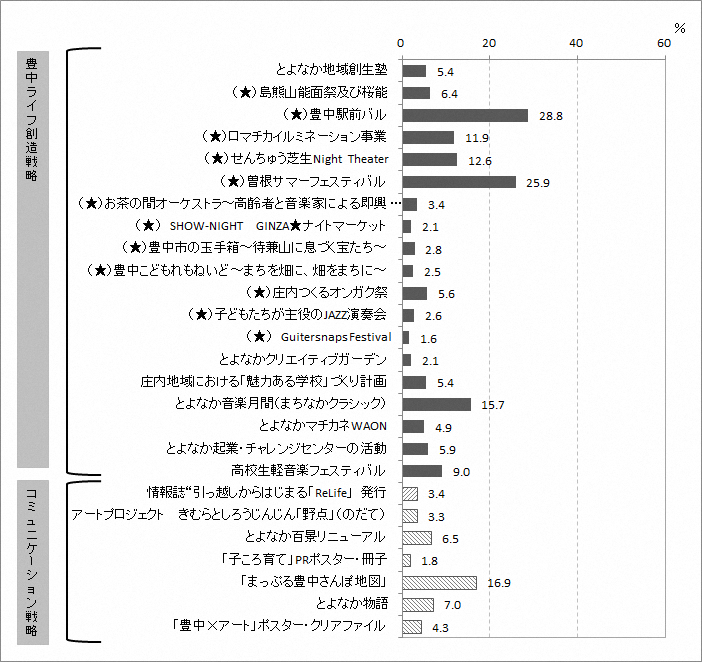 %
0 20 40 60
豊中ライフ創造戦略
とよなか地域創生塾 5.4
（★）島熊山能面祭及び桜能 6.4
（★）豊中駅前バル 28.8
（★）ロマチカイルミネーション事業 11.9
（★）せんちゅう芝生Night Theater 12.6
（★）曽根サマーフェスティバル 25.9
（★）お茶の間オーケストラ～高齢者と音楽家による即興… 3.4
（★） SHOW-NIGHT GINZA★ナイトマーケット 2.1
（★）豊中市の玉手箱～待兼山に息づく宝たち～ 2.8
（★）豊中こどもれもねいど～まちを畑に、畑をまちに～ 2.5
（★）庄内つくるオンガク祭 5.6
（★）子どもたちが主役のJAZZ演奏会 2.6
（★） GuitersnapsFestival 1.6
とよなかクリエイティブガーデン 2.1
庄内地域における「魅力ある学校」づくり計画 5.4
とよなか音楽月間（まちなかクラシック） 15.7
とよなかマチカネWAON 4.9
とよなか起業・チャレンジセンターの活動 5.9
高校生軽音楽フェスティバル 9.0
コミュニケーション戦略
情報誌“引っ越しからはじまる「ReLife」 発行 3.4
アートプロジェクト きむらとしろうじんじん「野点」（のだて） 3.3
とよなか百景リニューアル 6.5
「子ころ育て」PRポスター・冊子 1.8
「まっぷる豊中さんぽ地図」 16.9
とよなか物語 7.0
「豊中×アート」ポスター・クリアファイル 4.3